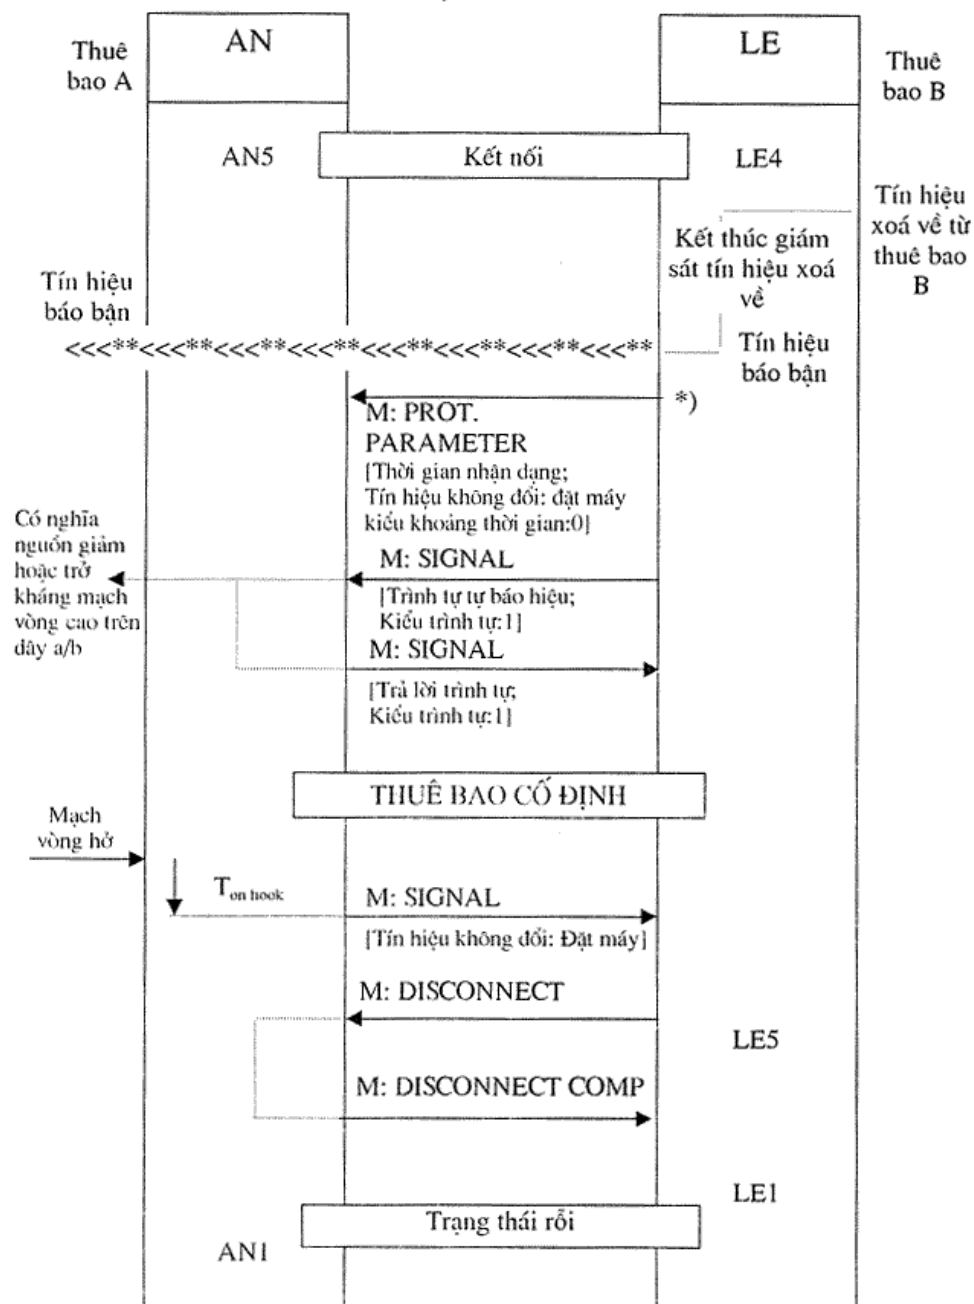 Thuê
bao A
AN
LE
Thuê
bao B
AN5
Kết nối
LE4
Tín hiệu
xoá về từ
thuê bao
B
Kết thúc giám
sát tín hiệu xoá
về
Tín hiệu
báo bận
<<<**<<<**<<<**<<<**<<<**<<<**<<<**<<<**
Tín hiệu
báo bận
*)
M: PROT.
PARAMETER
[Thời gian nhận dạng;
Tín hiệu không đổi: đặt máy
kiểu khoảng thời gian:0]
Có nghĩa
nguồn giảm
hoặc trở
kháng mạch
vòng cao trên
dây a/b
M: SIGNAL
[Trình tự tự báo hiệu;
Kiểu trình tự:1]
M: SIGNAL
[Trả lời trình tự;
Kiểu trình tự:1]
THUÊ BAO CỐ ĐỊNH
Mạch
vòng hở
T on hook
M: SIGNAL
[Tín hiệu không đổi: Đặt máy]
M: DISCONNECT
LE5
M: DISCONNECT COMP
LE1
Trạng thái rỗi
AN1